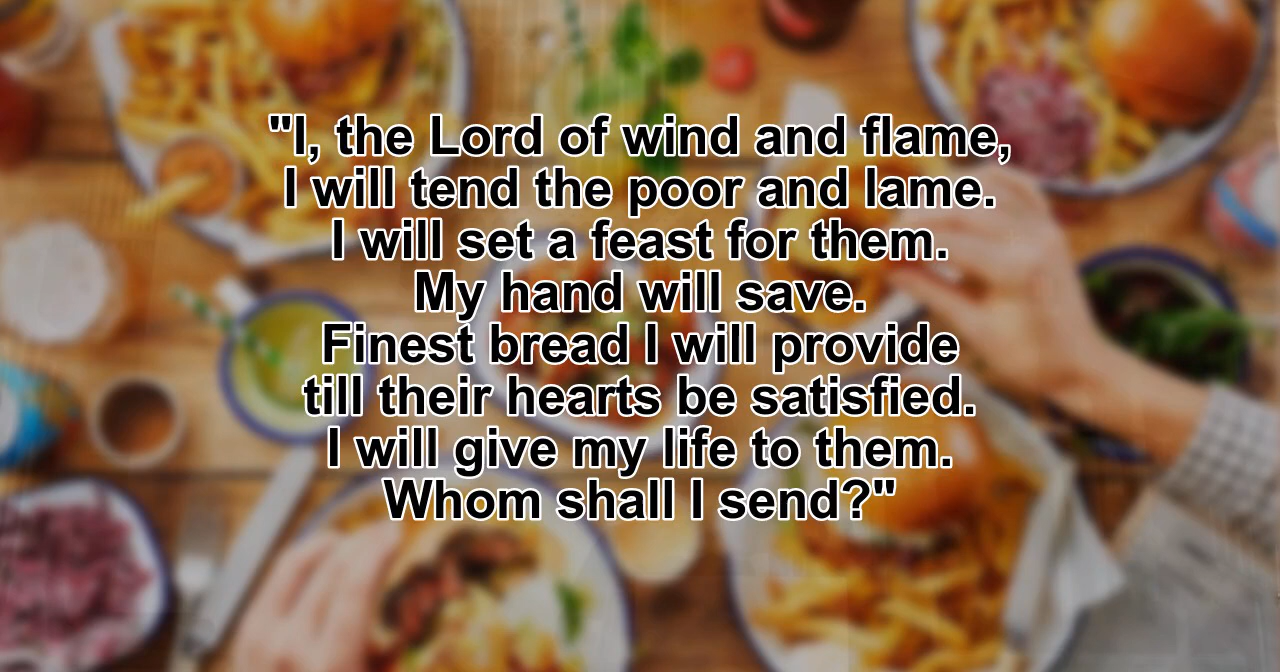 "I, the Lord of wind and flame,
I will tend the poor and lame.
I will set a feast for them.
My hand will save.
Finest bread I will provide
till their hearts be satisfied.
I will give my life to them.
Whom shall I send?"